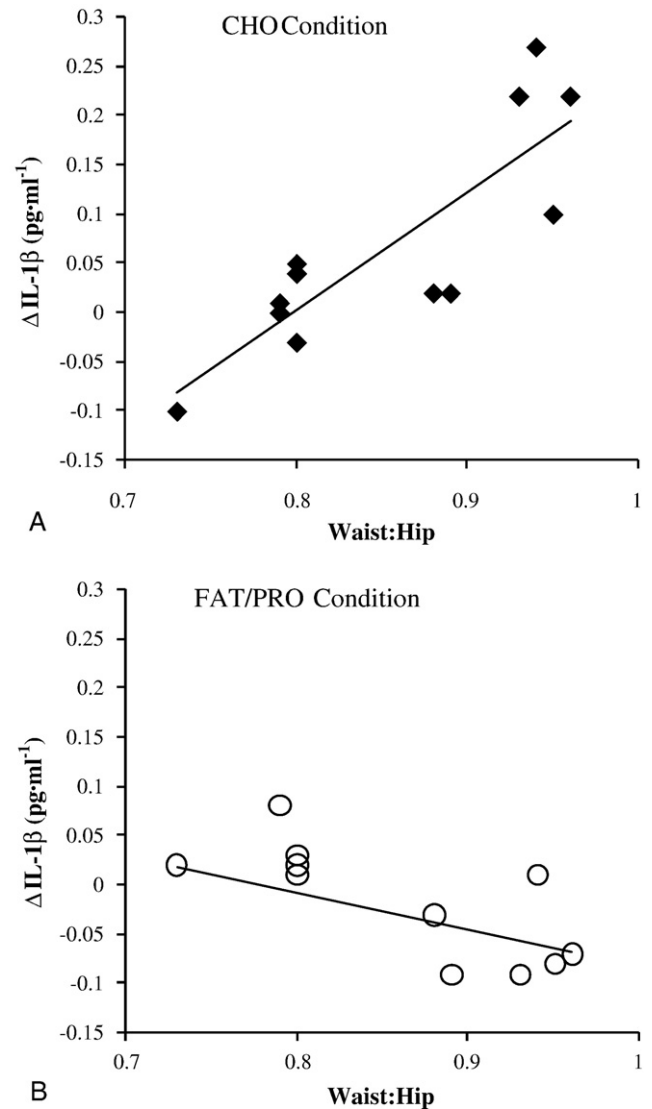 CHO Condition
0.3
0.25
0.2
0.15
0.1
0.05
0
-0.05
-0.1
-0.15
Δ IL-1β (pg·ml⁻¹)
0.7 0.8 0.9 1
Waist:Hip
A
FAT/PRO Condition
0.3
0.25
0.2
0.15
0.1
0.05
0
-0.05
-0.1
-0.15
Δ IL-1β (pg·ml⁻¹)
0.7 0.8 0.9 1
Waist:Hip
B